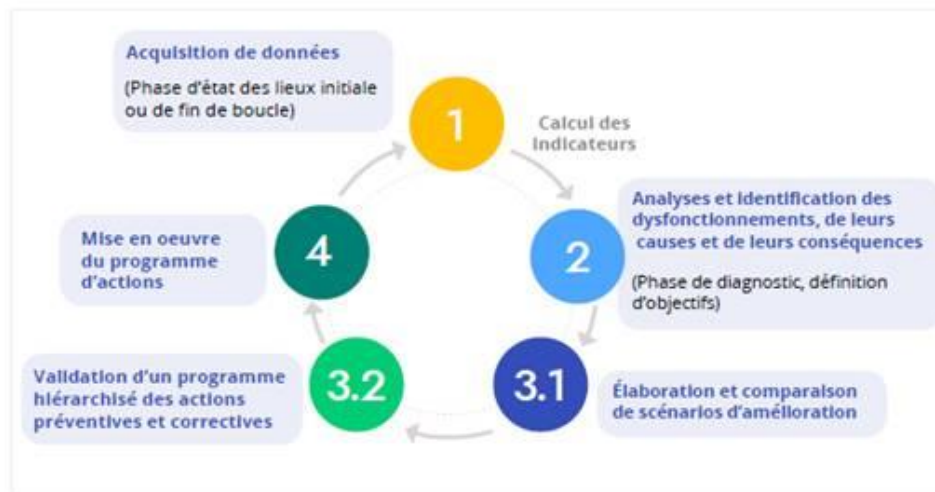 Acquisition de données
(Phase d'état des lieux initiale
ou de fin de boucle)
1
Calcul des
indicateurs
2
Analyses et identification des
dysfonctionnements, de leurs
causes et de leurs conséquences
(Phase de diagnostic, définition
d'objectifs)
3.1
Élaboration et comparaison
de scénarios d'amélioration
3.2
Validation d'un programme
hiérarchisé des actions
préventives et correctives
4
Mise en oeuvre
du programme
d'actions